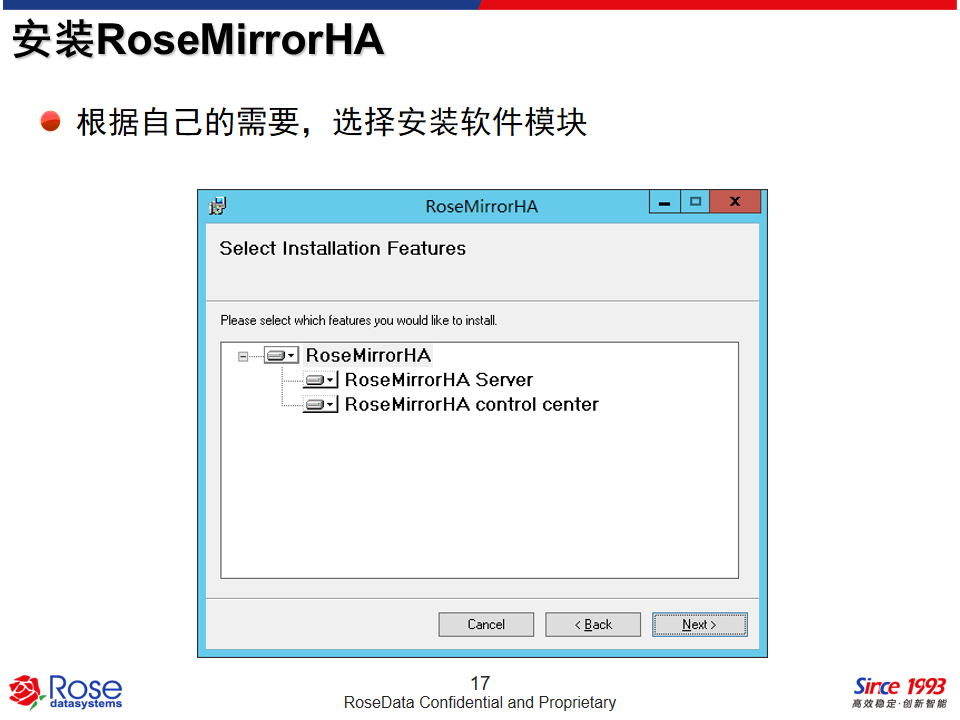 安装RoseMirrorHA
根据自己的需要，选择安装软件模块
RoseMirrorHA
Select Installation Features
Please select which features you would like to install.
RoseMirrorHA
RoseMirrorHA Server
RoseMirrorHA control center
Cancel
< Back
Next >
Rose
datasystems
17
RoseData Confidential and Proprietary
Since 1993
高效稳定·创新智能